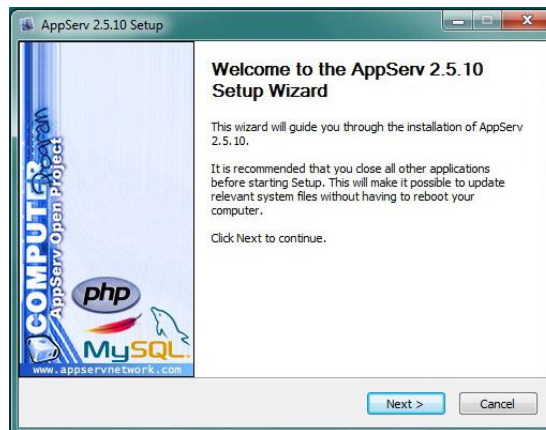 AppServ 2.5.10 Setup
Welcome to the AppServ 2.5.10
Setup Wizard
This wizard will guide you through the installation of AppServ
2.5.10.
It is recommended that you close all other applications
before starting Setup. This will make it possible to update
relevant system files without having to reboot your
computer.
Click Next to continue.
COMPUTER
Program
AppServ Open Project
php
MySQL
www.appservnetwork.com
Next >
Cancel